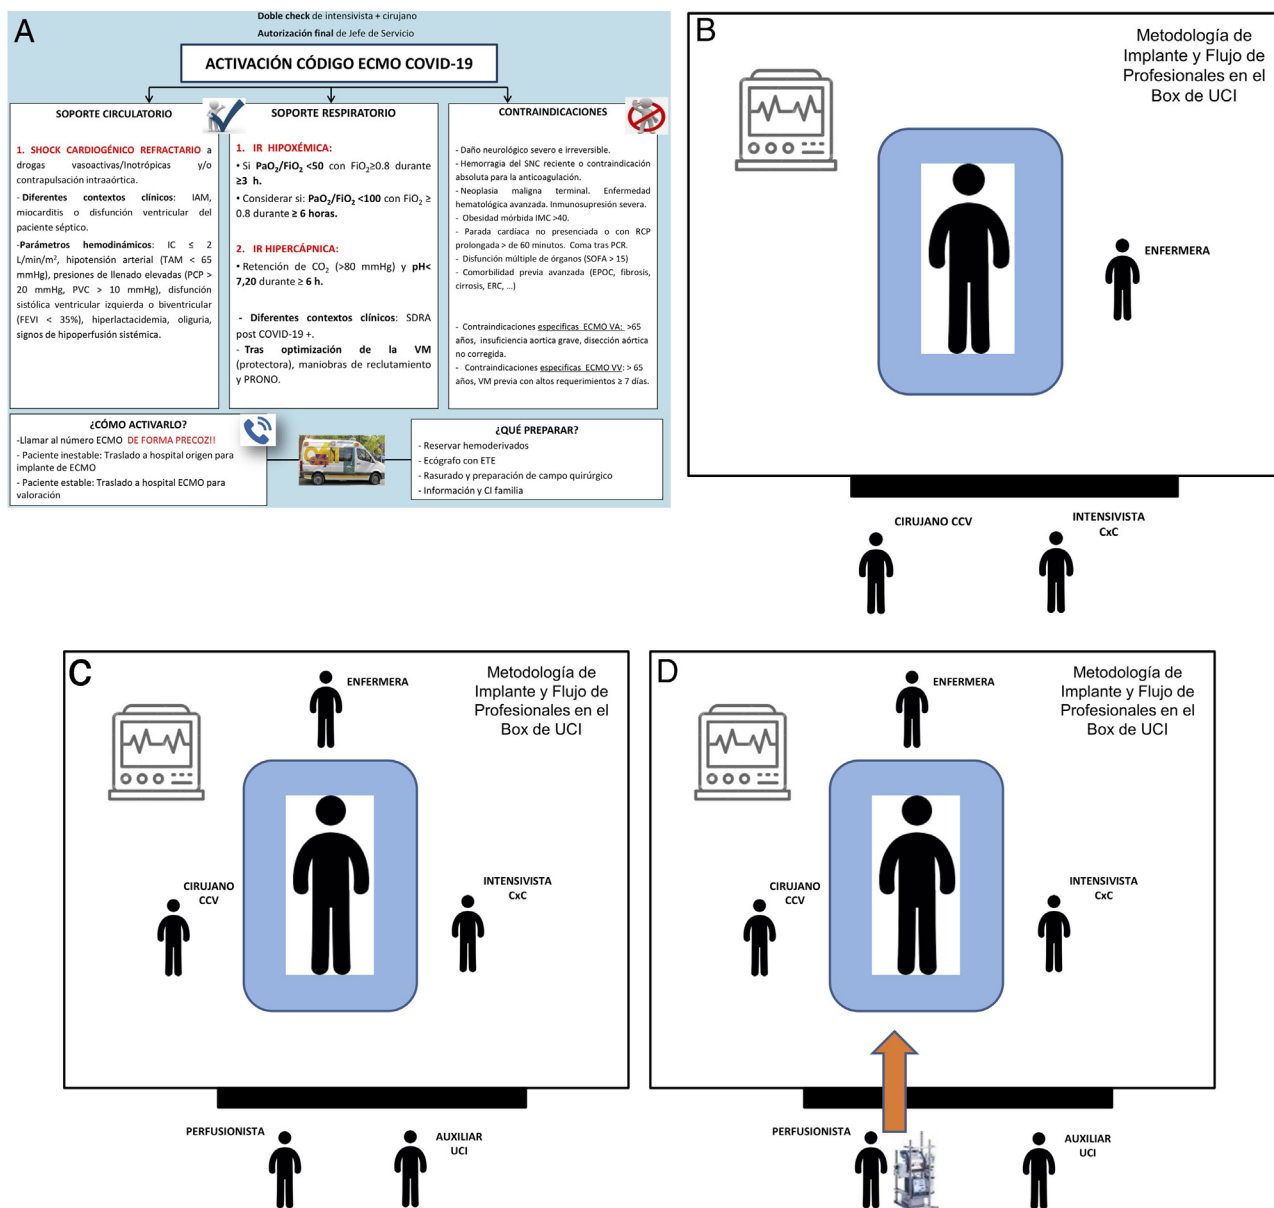 A
Doble check de intensivista + cirujano
Autorización final de Jefe de Servicio
ACTIVACIÓN CÓDIGO ECMO COVID-19
SOPORTE CIRCULATORIO
1. SHOCK CARDIOGÉNICO REFRACTARIO a
drogas vasoactivas/Inotrópicas y/o
contrapulsación intraaórtica.
- Diferentes contextos clínicos: IAM,
miocarditis o disfunción ventricular del
paciente séptico.
-Parámetros hemodinámicos: IC ≤ 2
L/min/m², hipotensión arterial (TAM < 65
mmHg), presiones de llenado elevadas (PCP >
20 mmHg, PVC > 10 mmHg), disfunción
sistólica ventricular izquierda o biventricular
(FEVI < 35%), hiperlactacidemia, oliguria,
signos de hipoperfusión sistémica.
SOPORTE RESPIRATORIO
1. IR HIPOXÉMICA:
• Si PaO₂/FiO₂ <50 con FiO₂≥0.8 durante
≥3 h.
• Considerar si: PaO₂/FiO₂ <100 con FiO₂ ≥
0.8 durante ≥ 6 horas.
2. IR HIPERCÁPNICA:
• Retención de CO₂ (>80 mmHg) y pH<
7,20 durante ≥ 6 h.
- Diferentes contextos clínicos: SDRA
post COVID-19 +.
- Tras optimización de la VM
(protectora), maniobras de reclutamiento
y PRONO.
CONTRAINDICACIONES
- Daño neurológico severo e irreversible.
- Hemorragia del SNC reciente o contraindicación
absoluta para la anticoagulación.
- Neoplasia maligna terminal. Enfermedad
hematológica avanzada. Inmunosupresión severa.
- Obesidad mórbida IMC >40.
- Parada cardíaca no presenciada o con RCP
prolongada > de 60 minutos. Coma tras PCR.
- Disfunción múltiple de órganos (SOFA > 15)
- Comorbilidad previa avanzada (EPOC, fibrosis,
cirrosis, ERC, ...)
- Contraindicaciones especificas ECMO VA: >65
años, insuficiencia aortica grave, disección aórtica
no corregida.
- Contraindicaciones especificas ECMO VV: > 65
años, VM previa con altos requerimientos ≥ 7 días.
¿CÓMO ACTIVARLO?
-Llamar al número ECMO DE FORMA PRECOZ!!
- Paciente inestable: Traslado a hospital origen para
implante de ECMO
- Paciente estable: Traslado a hospital ECMO para
valoración
¿QUÉ PREPARAR?
- Reservar hemoderivados
- Ecógrafo con ETE
- Rasurado y preparación de campo quirúrgico
- Información y CI familia
B
Metodología de
Implante y Flujo de
Profesionales en el
Box de UCI
ENFERMERA
CIRUJANO CCV
INTENSIVISTA
CxC
C
Metodología de
Implante y Flujo de
Profesionales en el
Box de UCI
ENFERMERA
CIRUJANO
CCV
INTENSIVISTA
CxC
PERFUSIONISTA
AUXILIAR
UCI
D
Metodología de
Implante y Flujo de
Profesionales en el
Box de UCI
ENFERMERA
CIRUJANO
CCV
INTENSIVISTA
CxC
PERFUSIONISTA
AUXILIAR
UCI